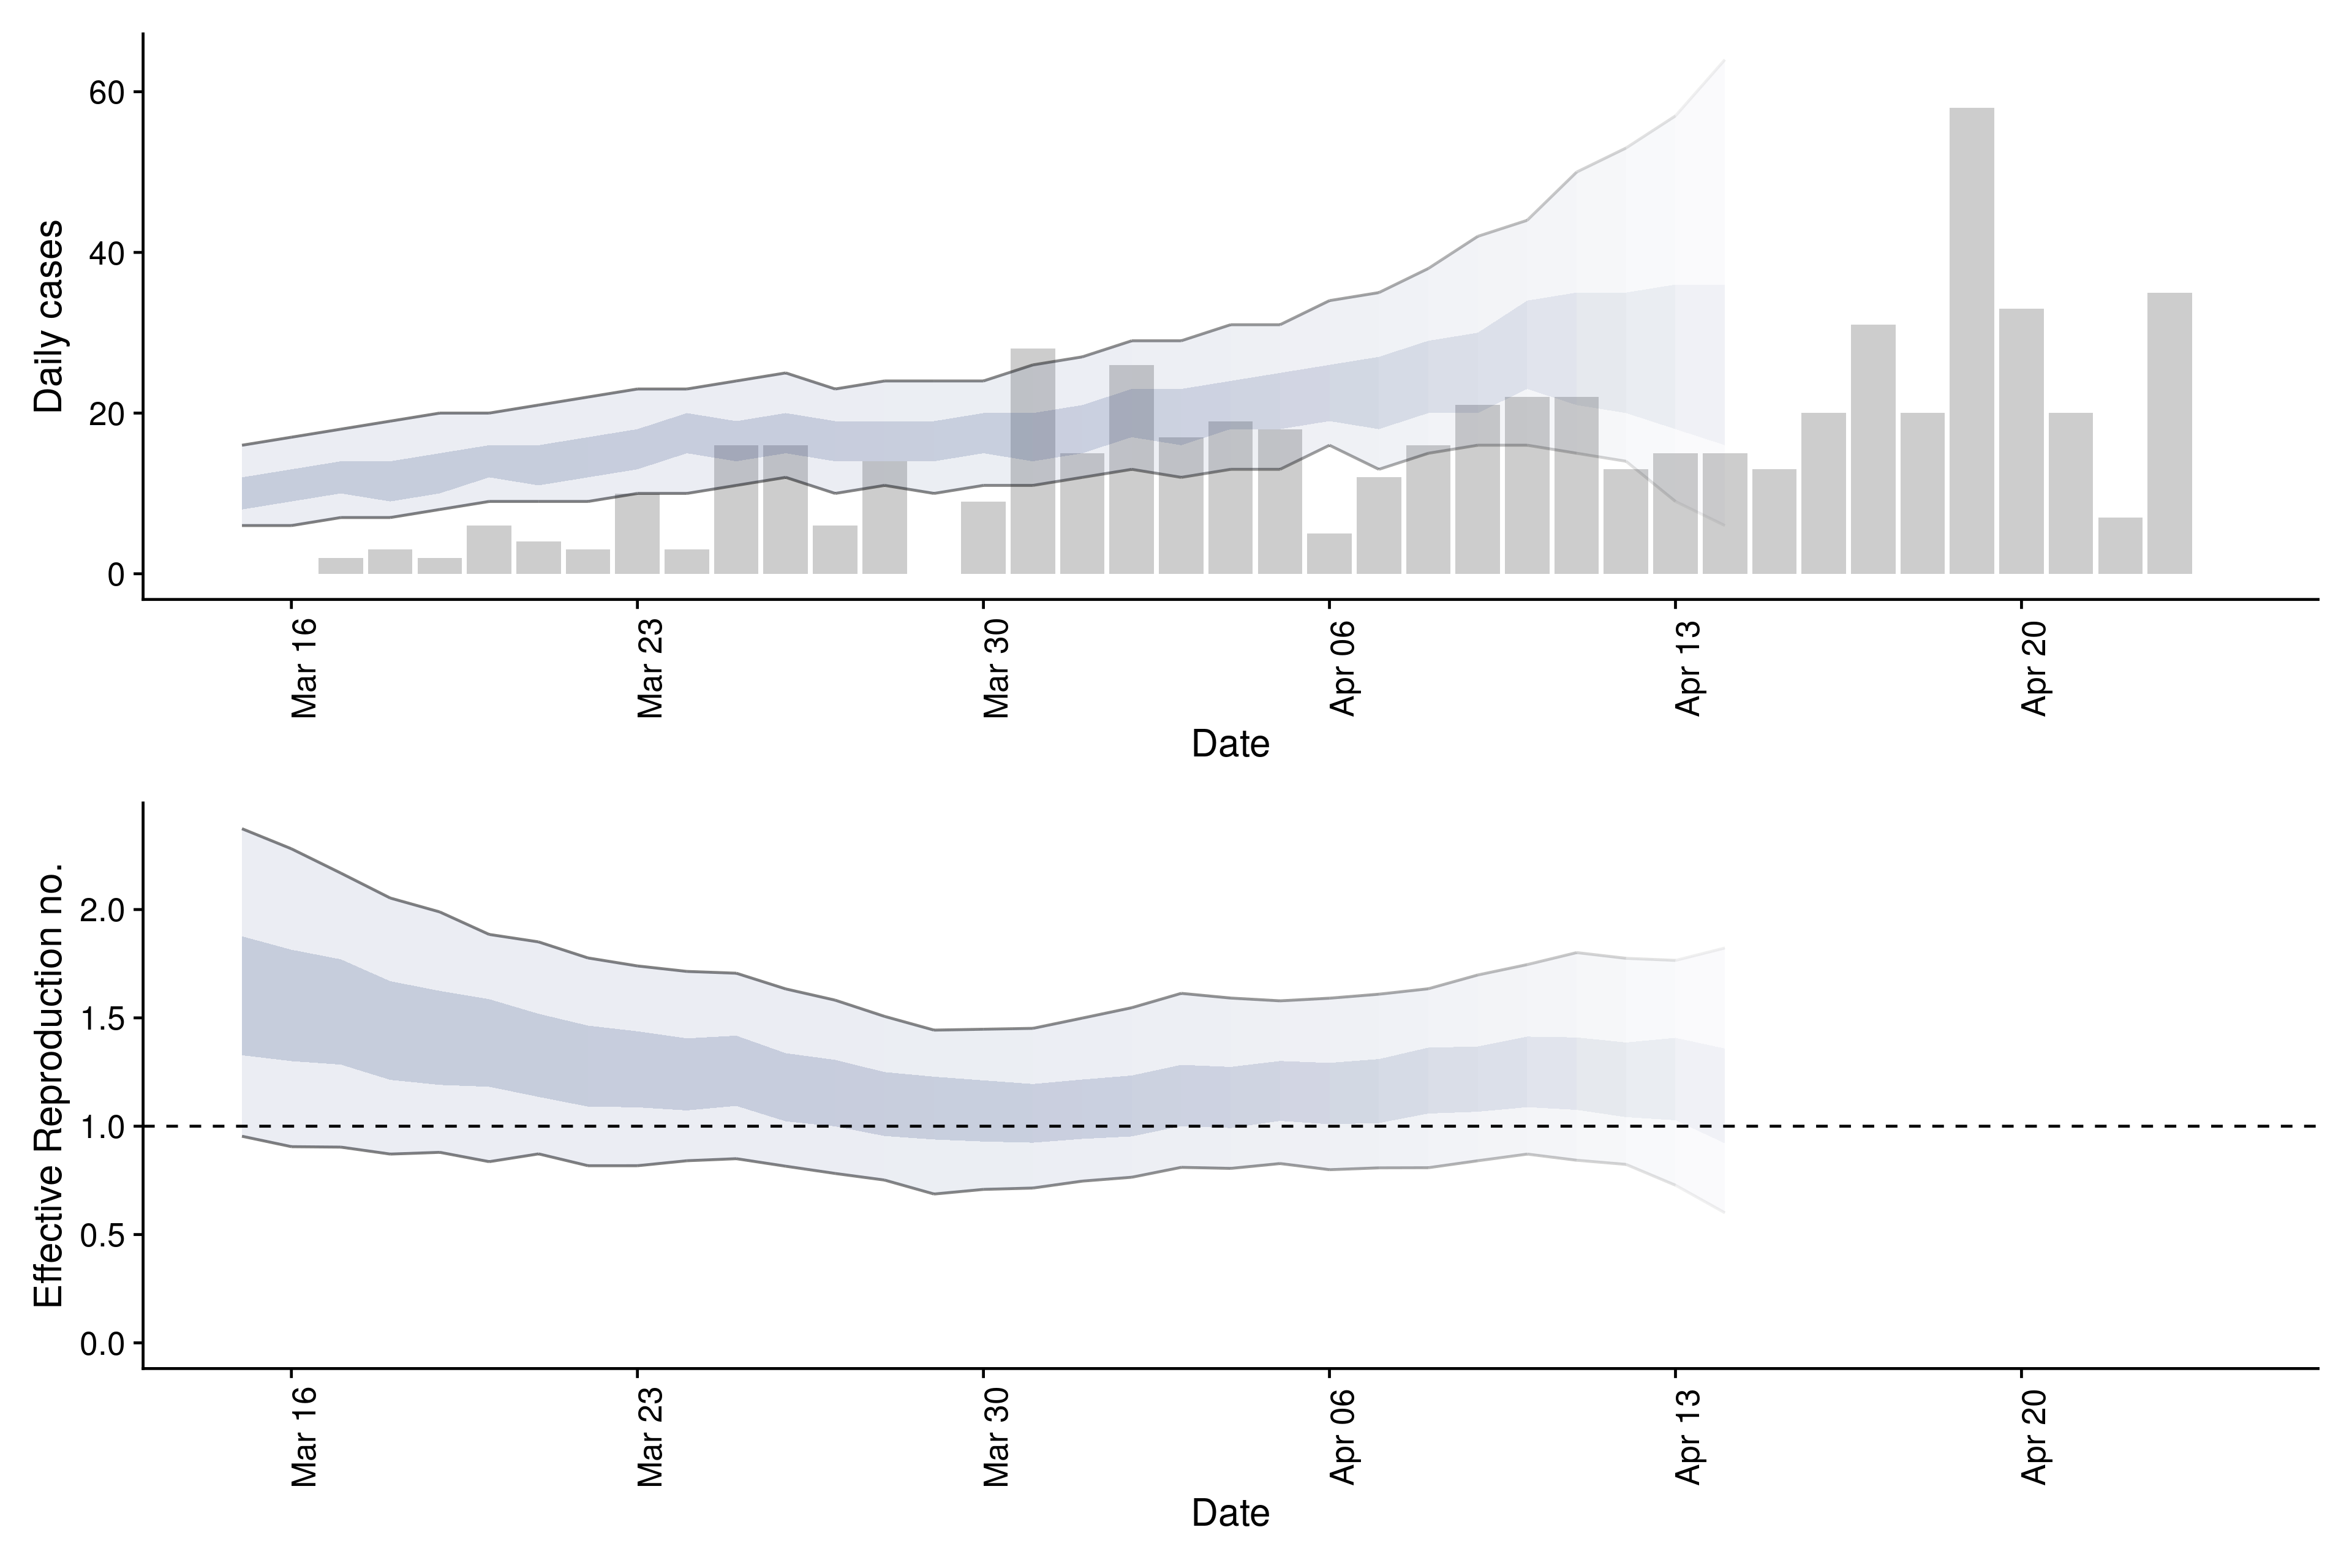 Daily cases
60
40
20
0
Mar 16
Mar 23
Mar 30
Apr 06
Apr 13
Apr 20
Date
Effective Reproduction no.
2.0
1.5
1.0
0.5
0.0
Mar 16
Mar 23
Mar 30
Apr 06
Apr 13
Apr 20
Date